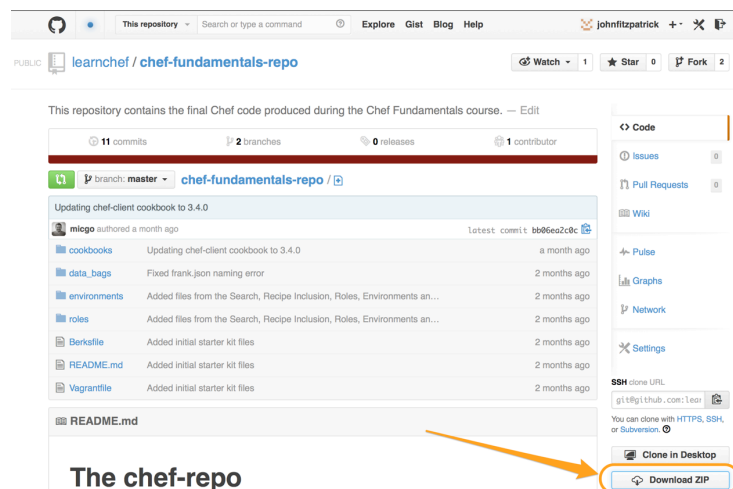 This repository Search or type a command Explore Gist Blog Help johnfitzpatrick
PUBLIC learnchef / chef-fundamentals-repo Watch 1 Star 0 Fork 2
This repository contains the final Chef code produced during the Chef Fundamentals course. — Edit
11 commits 2 branches 0 releases 1 contributor
branch: master chef-fundamentals-repo /
Updating chef-client cookbook to 3.4.0
micgo authored a month ago latest commit bb06ea2c0c
cookbooks Updating chef-client cookbook to 3.4.0 a month ago
data_bags Fixed frank.json naming error 2 months ago
environments Added files from the Search, Recipe Inclusion, Roles, Environments an… 2 months ago
roles Added files from the Search, Recipe Inclusion, Roles, Environments an… 2 months ago
Berksfile Added initial starter kit files 2 months ago
README.md Added initial starter kit files 2 months ago
Vagrantfile Added initial starter kit files 2 months ago
README.md
The chef-repo
Code
Issues 0
Pull Requests 0
Wiki
Pulse
Graphs
Network
Settings
SSH clone URL
git@github.com:lear
You can clone with HTTPS, SSH,
or Subversion.
Clone in Desktop
Download ZIP